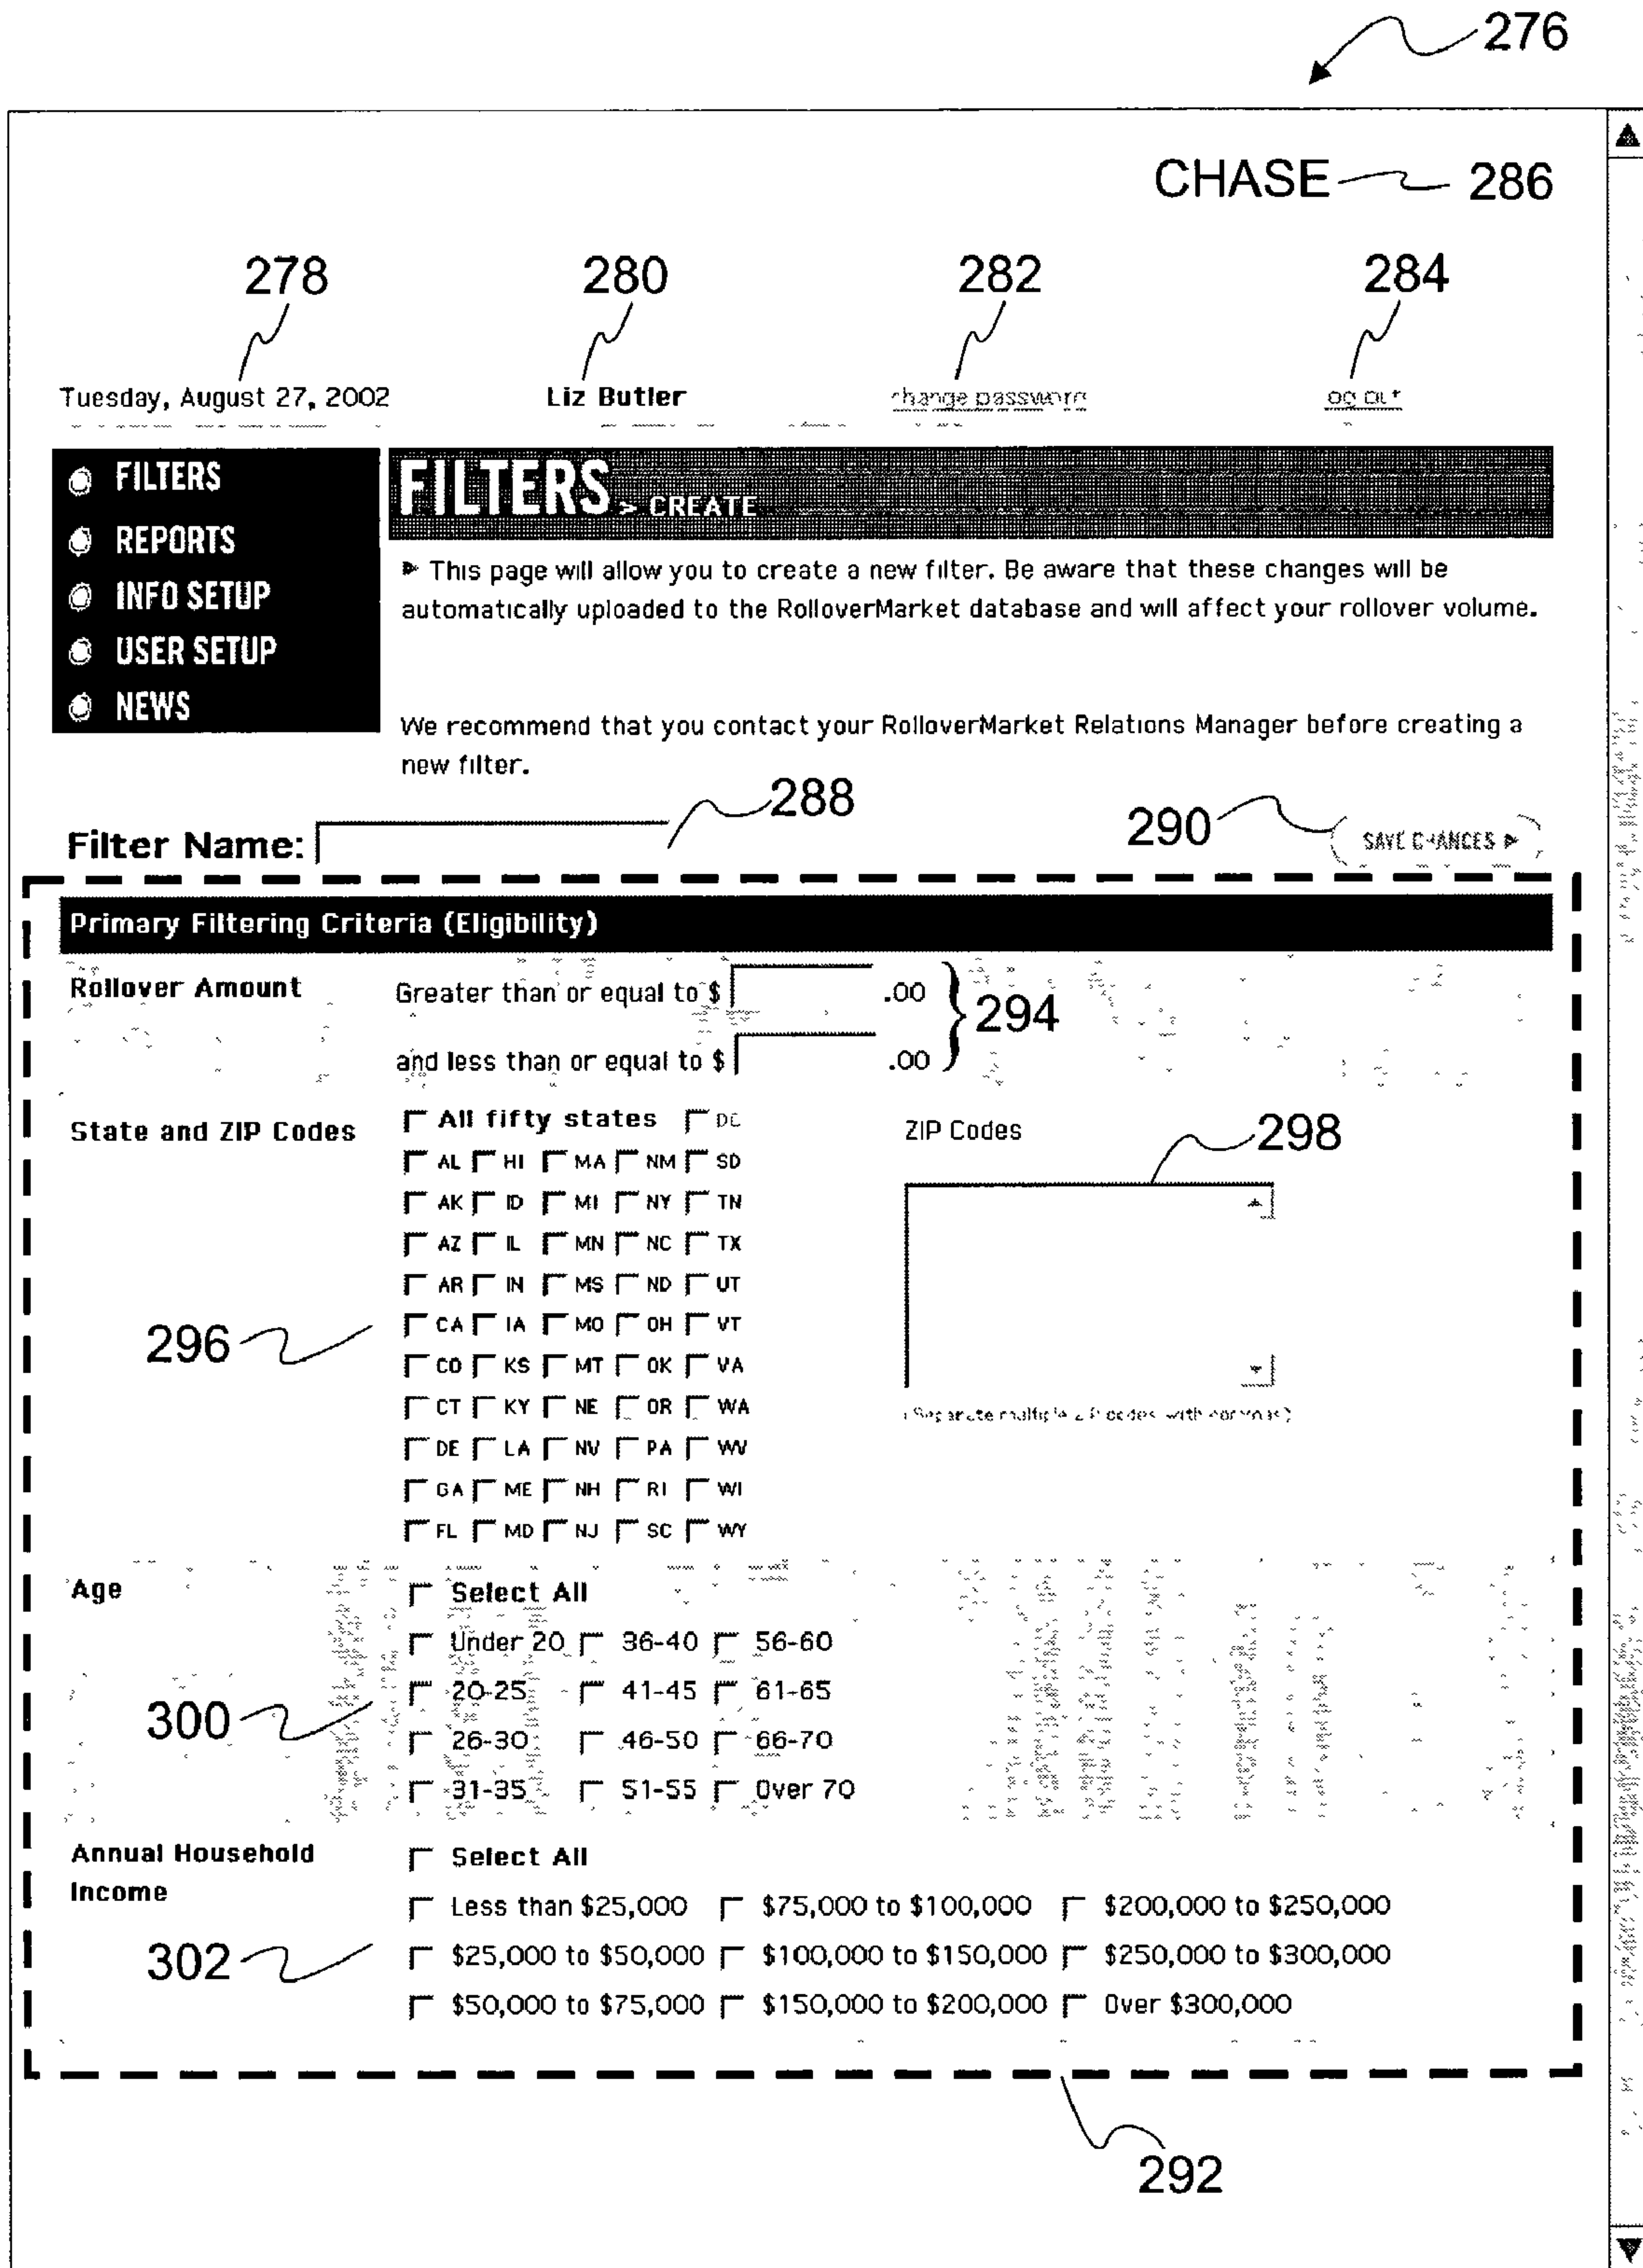 276
CHASE 286
278 280 282 284
Tuesday, August 27, 2002 Liz Butler change password log out
FILTERS
REPORTS
INFO SETUP
USER SETUP
NEWS
FILTERS > CREATE
This page will allow you to create a new filter. Be aware that these changes will be
automatically uploaded to the RolloverMarket database and will affect your rollover volume.
We recommend that you contact your RolloverMarket Relations Manager before creating a
new filter.
288
Filter Name: 290 SAVE CHANGES
Primary Filtering Criteria (Eligibility)
Rollover Amount Greater than or equal to $ .00
294
and less than or equal to $ .00
State and ZIP Codes All fifty states DC ZIP Codes 298
AL HI MA NM SD
AK ID MI NY TN
AZ IL MN NC TX
AR IN MS ND UT
296 CA IA MO OH VT
CO KS MT OK VA
CT KY NE OR WA (Separate multiple ZIP codes with commas)
DE LA NV PA WV
GA ME NH RI WI
FL MD NJ SC WY
Age Select All
Under 20 36-40 56-60
20-25 41-45 61-65
300
26-30 46-50 66-70
31-35 51-55 Over 70
Annual Household Select All
Income
Less than $25,000 $75,000 to $100,000 $200,000 to $250,000
302 $25,000 to $50,000 $100,000 to $150,000 $250,000 to $300,000
$50,000 to $75,000 $150,000 to $200,000 Over $300,000
292